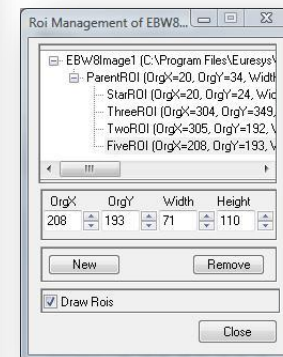 Roi Management of EBW8...
EBW8Image1 (C:\Program Files\Euresys\
ParentROI (OrgX=20, OrgY=34, Widt
StarROI (OrgX=20, OrgY=24, Wid
ThreeROI (OrgX=304, OrgY=349,
TwoROI (OrgX=305, OrgY=192, \
FiveROI (OrgX=208, OrgY=193, \
OrgX OrgY Width Height
208 193 71 110
New Remove
Draw Rois
Close